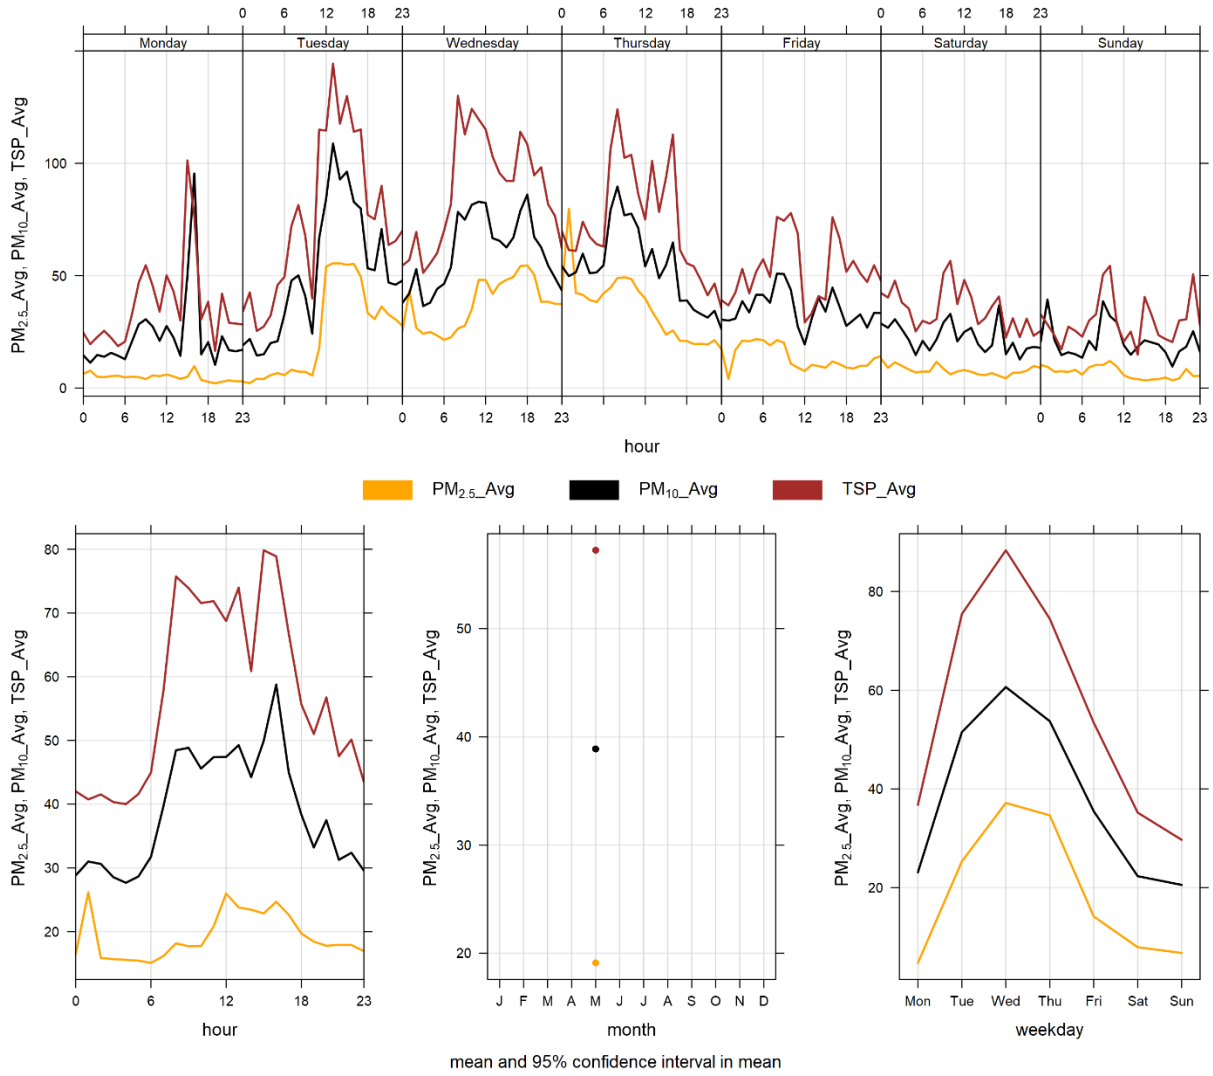 0 6 12 18 23 0 6 12 18 23 0 6 12 18 23
Monday Tuesday Wednesday Thursday Friday Saturday Sunday
PM2.5_Avg, PM10_Avg, TSP_Avg
100
50
0
0 6 12 18 23 0 6 12 18 23 0 6 12 18 23 0 6 12 18 23
hour
PM2.5_Avg PM10_Avg TSP_Avg
PM2.5_Avg, PM10_Avg, TSP_Avg
80
70
60
50
40
30
20
0 6 12 18 23
hour
PM2.5_Avg, PM10_Avg, TSP_Avg
50
40
30
20
J F M A M J J A S O N D
month
PM2.5_Avg, PM10_Avg, TSP_Avg
80
60
40
20
Mon Tue Wed Thu Fri Sat Sun
weekday
mean and 95% confidence interval in mean